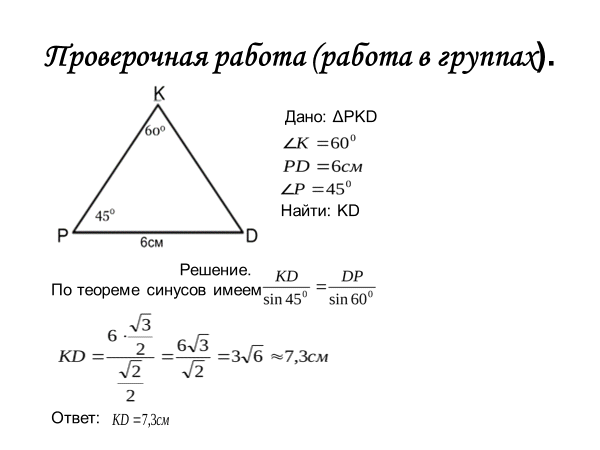 Проверочная работа (работа в группах).
K
60⁰
45⁰
P
6см
D
Дано: ΔPKD
∠K = 60⁰
PD = 6см
∠P = 45⁰
Найти: KD
Решение.
По теореме синусов имеем KD / sin 45⁰ = DP / sin 60⁰
KD = (6 · √3/2) / (√2/2) = 6√3 / √2 = 3√6 ≈ 7,3см
Ответ: KD = 7,3см